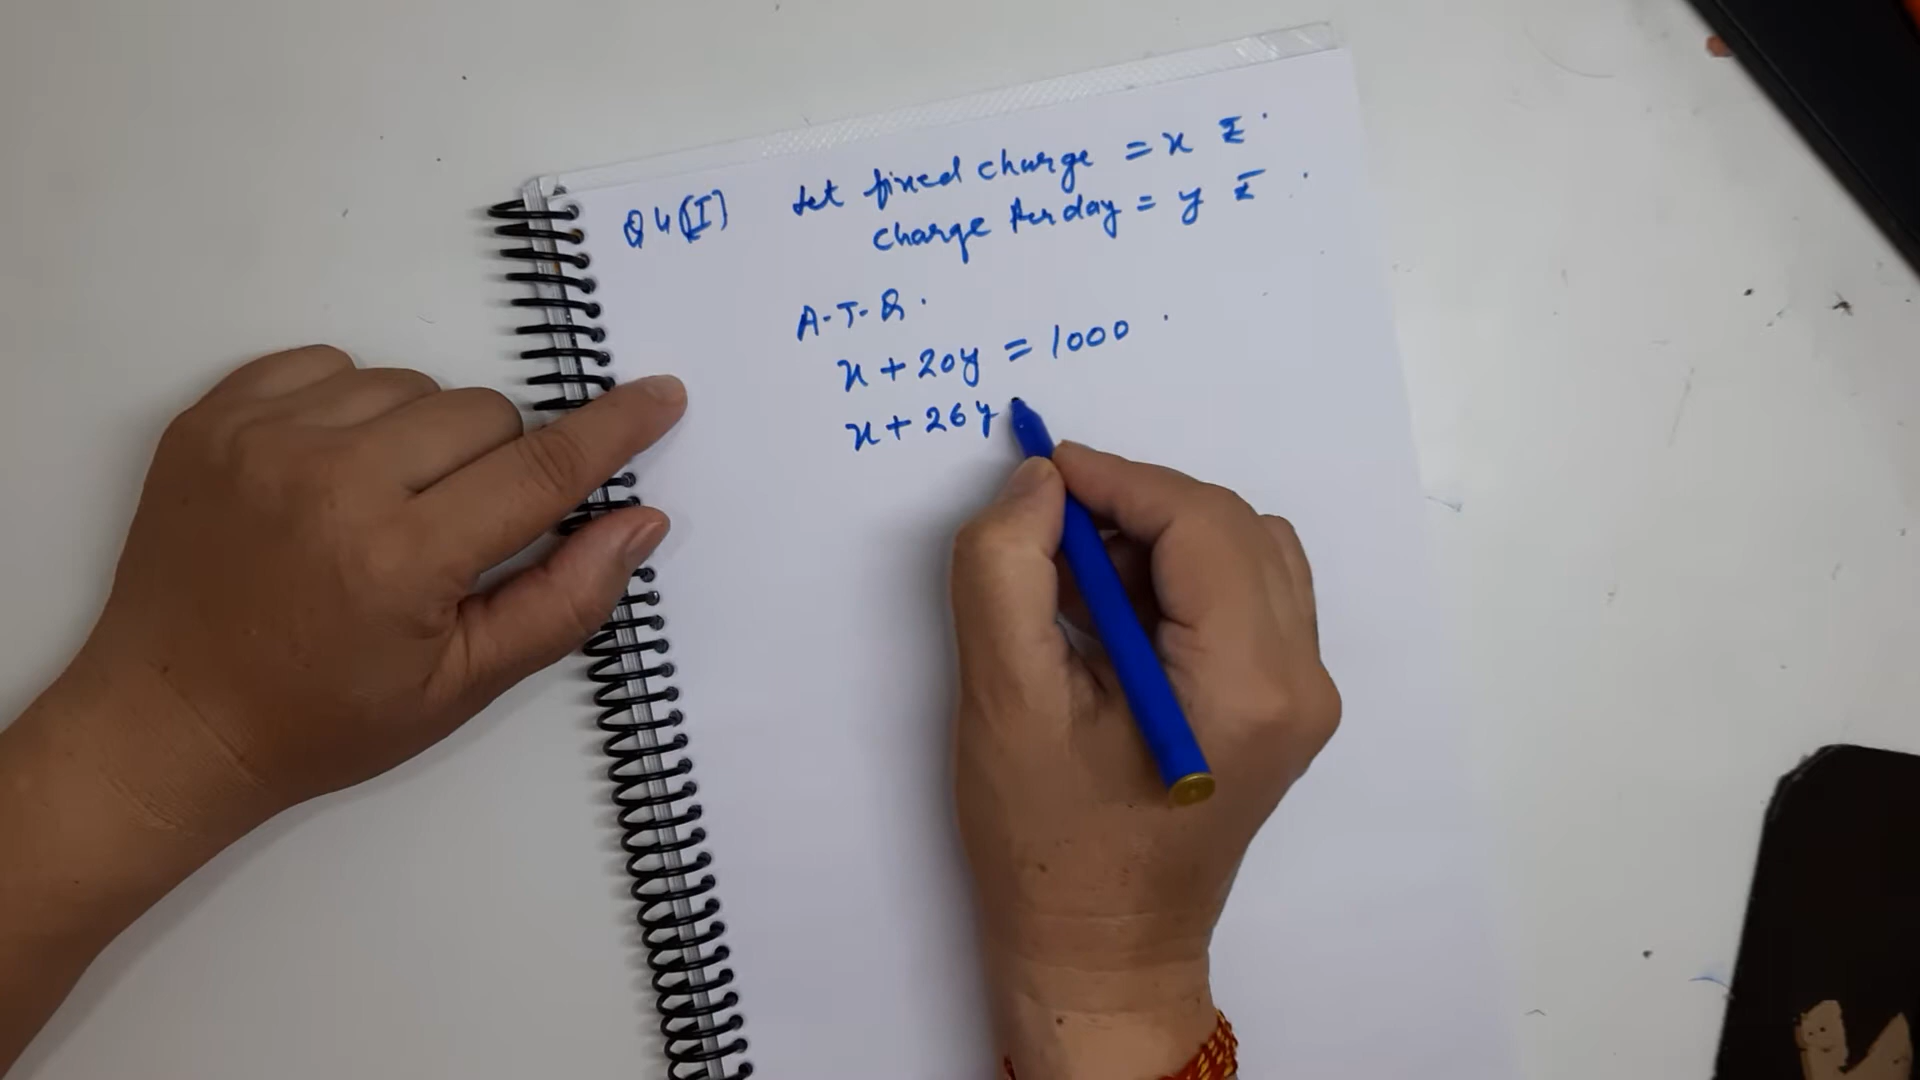 Q4(I) Let fixed charge = x ₹.
charge Per day = y ₹.
A.T.Q.
x + 20y = 1000.
x + 26y